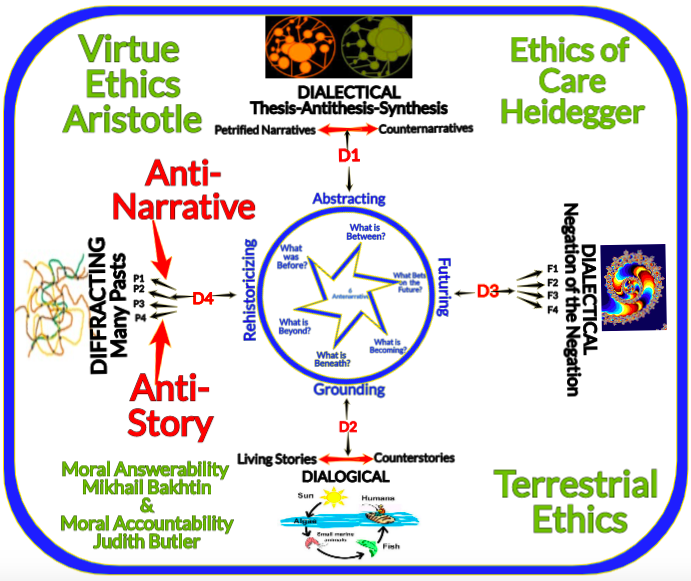 Virtue
Ethics
Aristotle
DIALECTICAL
Thesis-Antithesis-Synthesis
Petrified Narratives
Counternarratives
D1
Ethics of
Care
Heidegger
Anti-
Narrative
Abstracting
What is
Between?
What
was
Before?
What Bets
on the
Future?
6
Antenarrative
What is
Beyond?
What is
Becoming?
What is
Beneath?
Rehistoricizing
Futuring
Grounding
DIFFRACTING
Many Pasts
P1
P2
P3
P4
D4
D3
F1
F2
F3
F4
DIALECTICAL
Negation of the Negation
Anti-
Story
D2
Living Stories
Counterstories
DIALOGICAL
Sun
Humans
Algae
Small marine
animals
Fish
Moral Answerability
Mikhail Bakhtin
&
Moral Accountability
Judith Butler
Terrestrial
Ethics